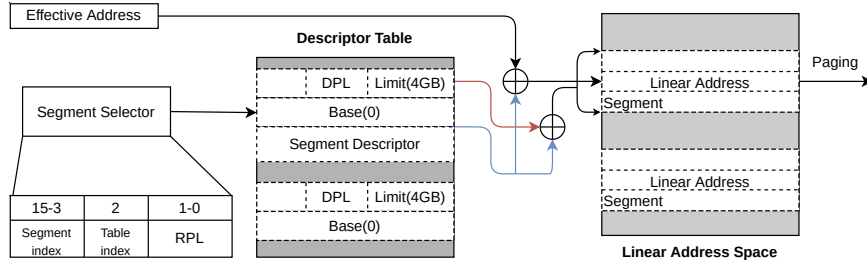 Effective Address
Descriptor Table
Paging
DPL
Limit(4GB)
Linear Address
Segment Selector
Base(0)
Segment
Segment Descriptor
DPL
Limit(4GB)
Linear Address
15-3
2
1-0
Segment
Base(0)
Segment
index
Table
index
RPL
Linear Address Space